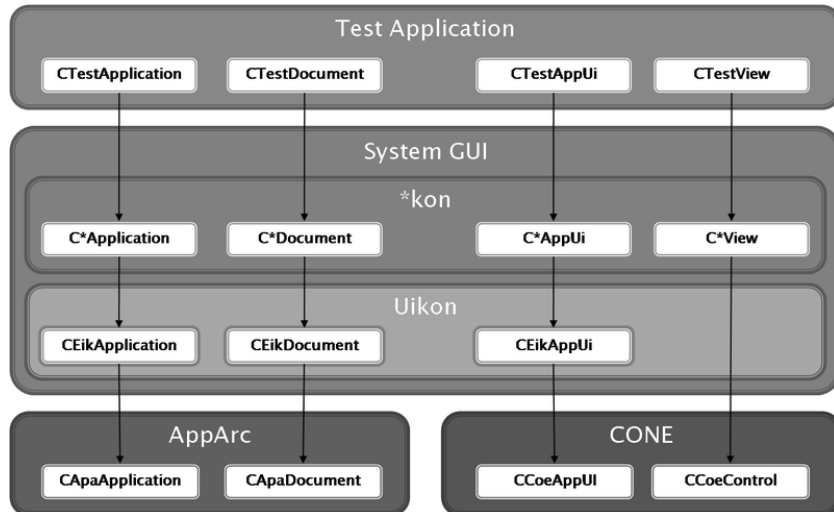 Test Application
CTestApplication CTestDocument CTestAppUi CTestView
System GUI
*kon
C*Application C*Document C*AppUi C*View
Uikon
CEikApplication CEikDocument CEikAppUi
AppArc CONE
CApaApplication CApaDocument CCoeAppUI CCoeControl